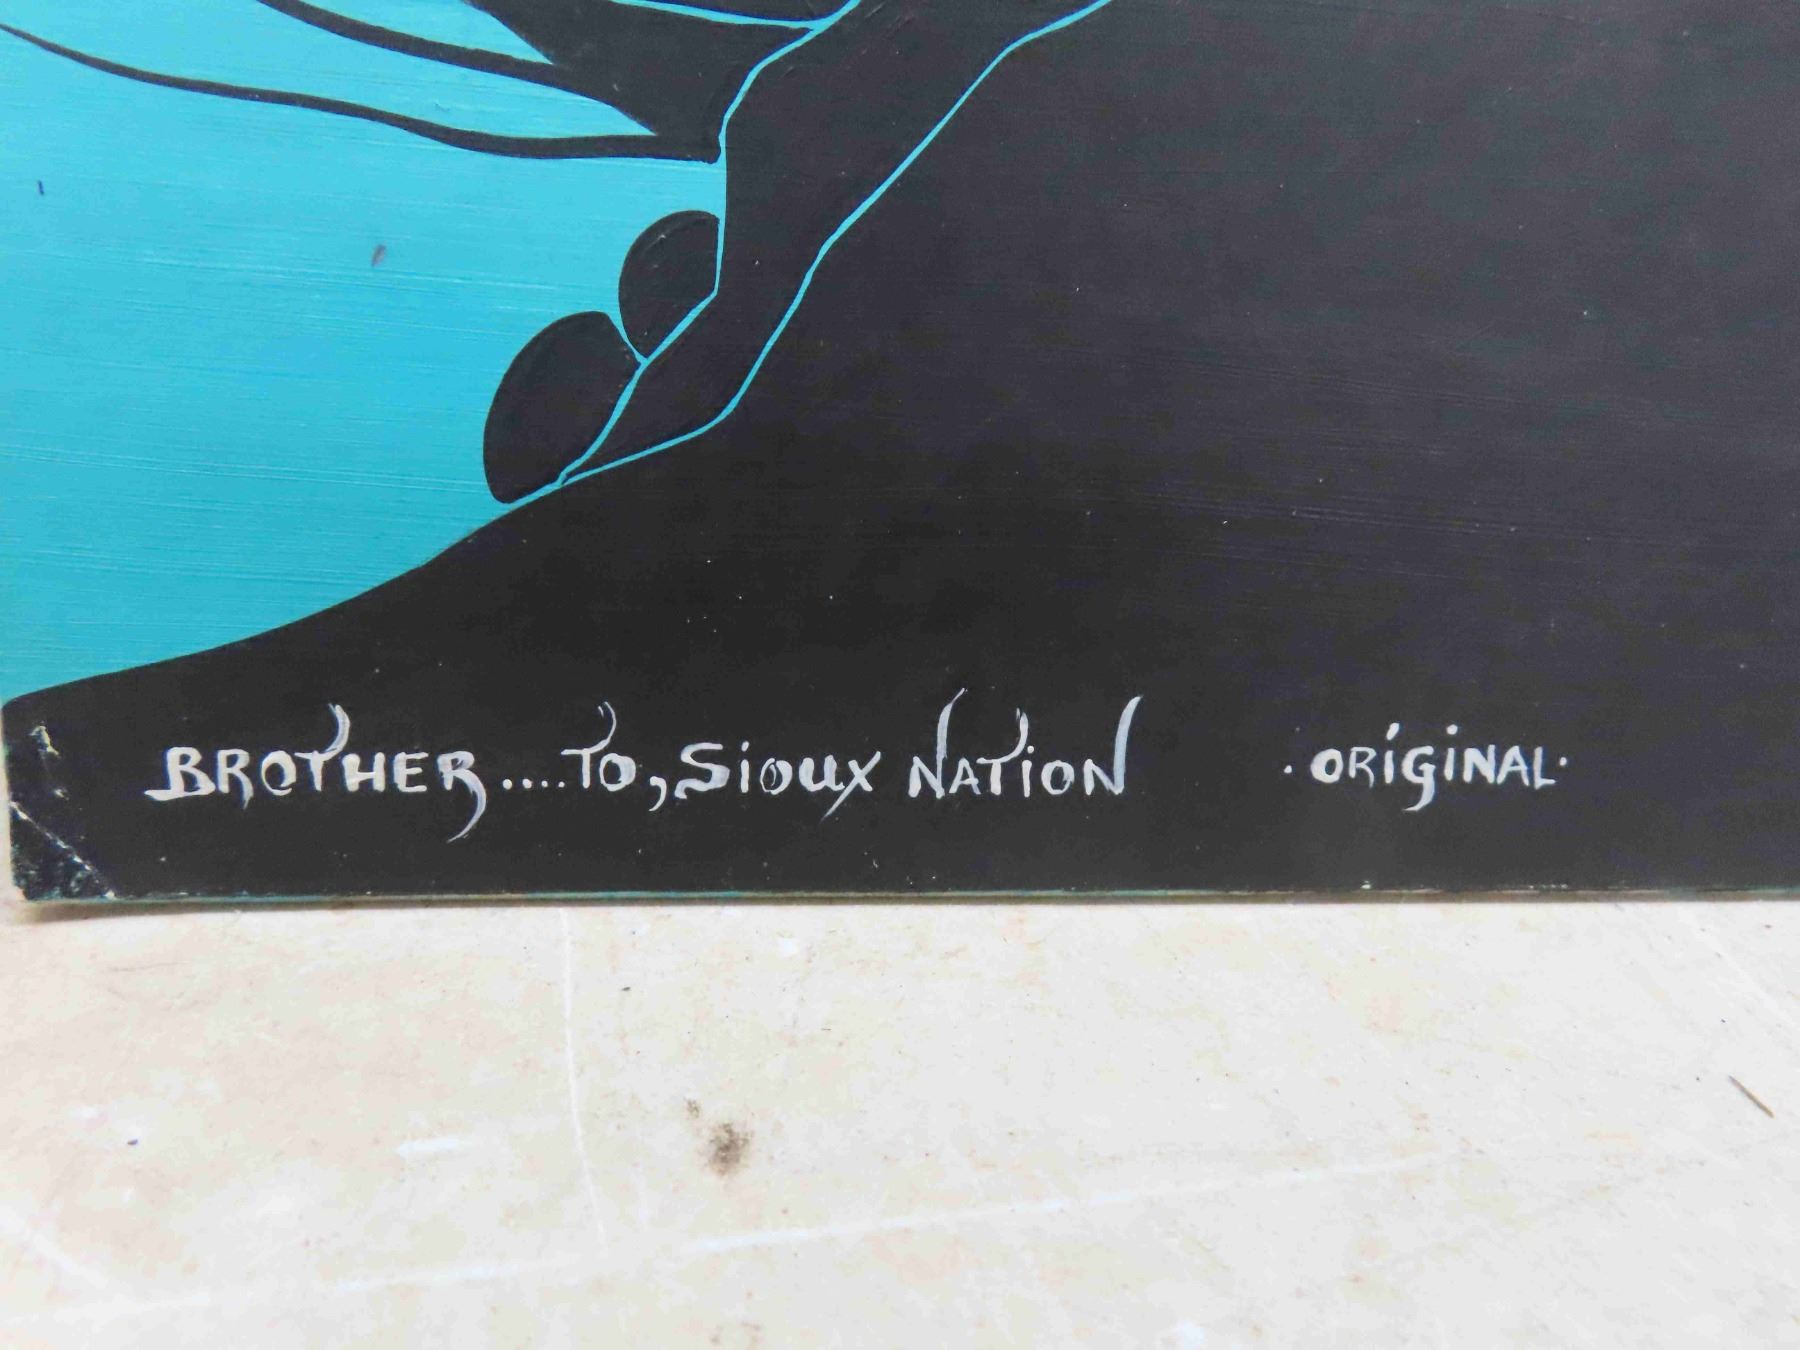 BROTHER....TO, SiOUX NATiON ·ORiGiNAL·